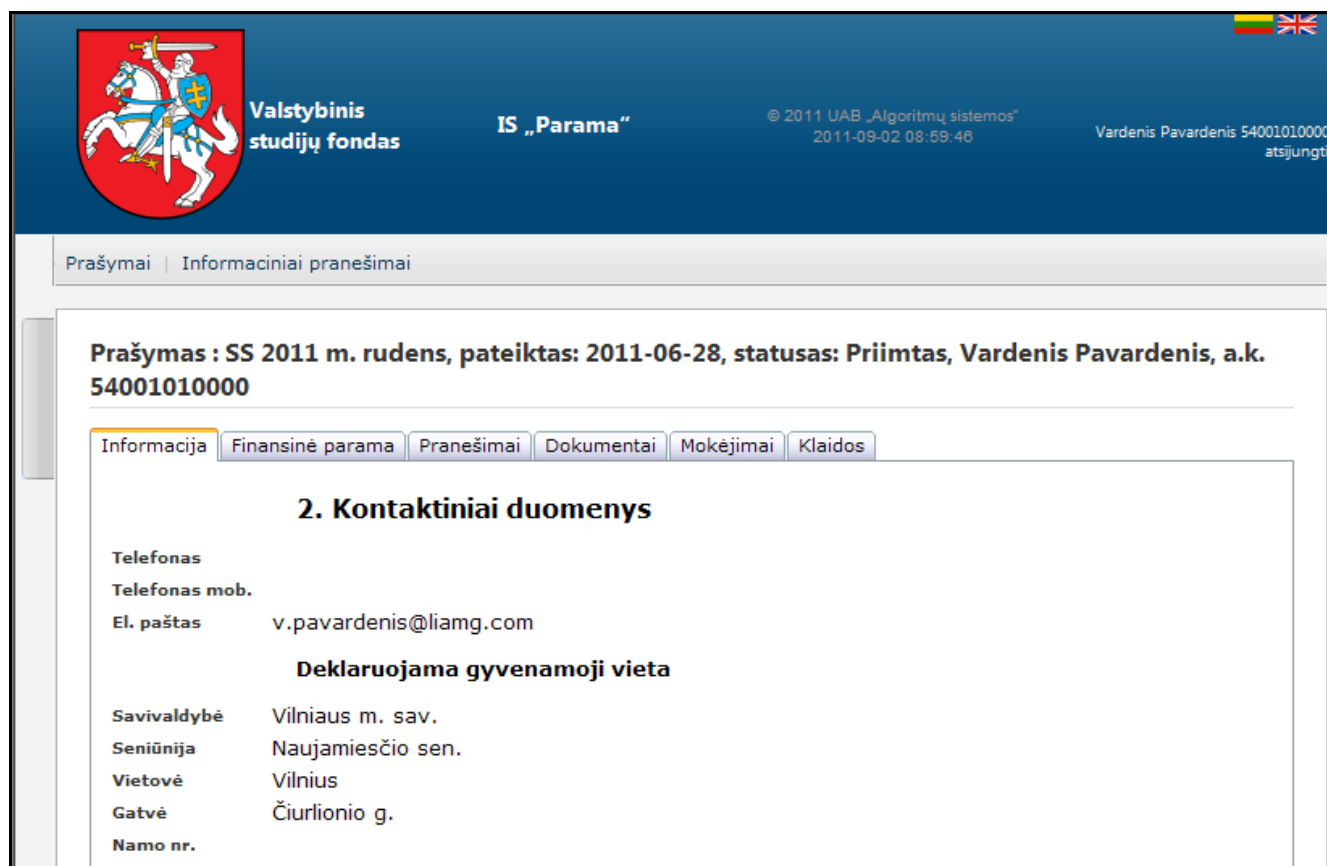 Valstybinis
studijų fondas
IS „Parama“
© 2011 UAB „Algoritmų sistemos“
2011-09-02 08:59:46
Vardenis Pavardenis 54001010000
atsijungti
Prašymai | Informaciniai pranešimai
Prašymas : SS 2011 m. rudens, pateiktas: 2011-06-28, statusas: Priimtas, Vardenis Pavardenis, a.k.
54001010000
Informacija Finansinė parama Pranešimai Dokumentai Mokėjimai Klaidos
2. Kontaktiniai duomenys
Telefonas
Telefonas mob.
El. paštas v.pavardenis@liamg.com
Deklaruojama gyvenamoji vieta
Savivaldybė Vilniaus m. sav.
Seniūnija Naujamiesčio sen.
Vietovė Vilnius
Gatvė Čiurlionio g.
Namo nr.